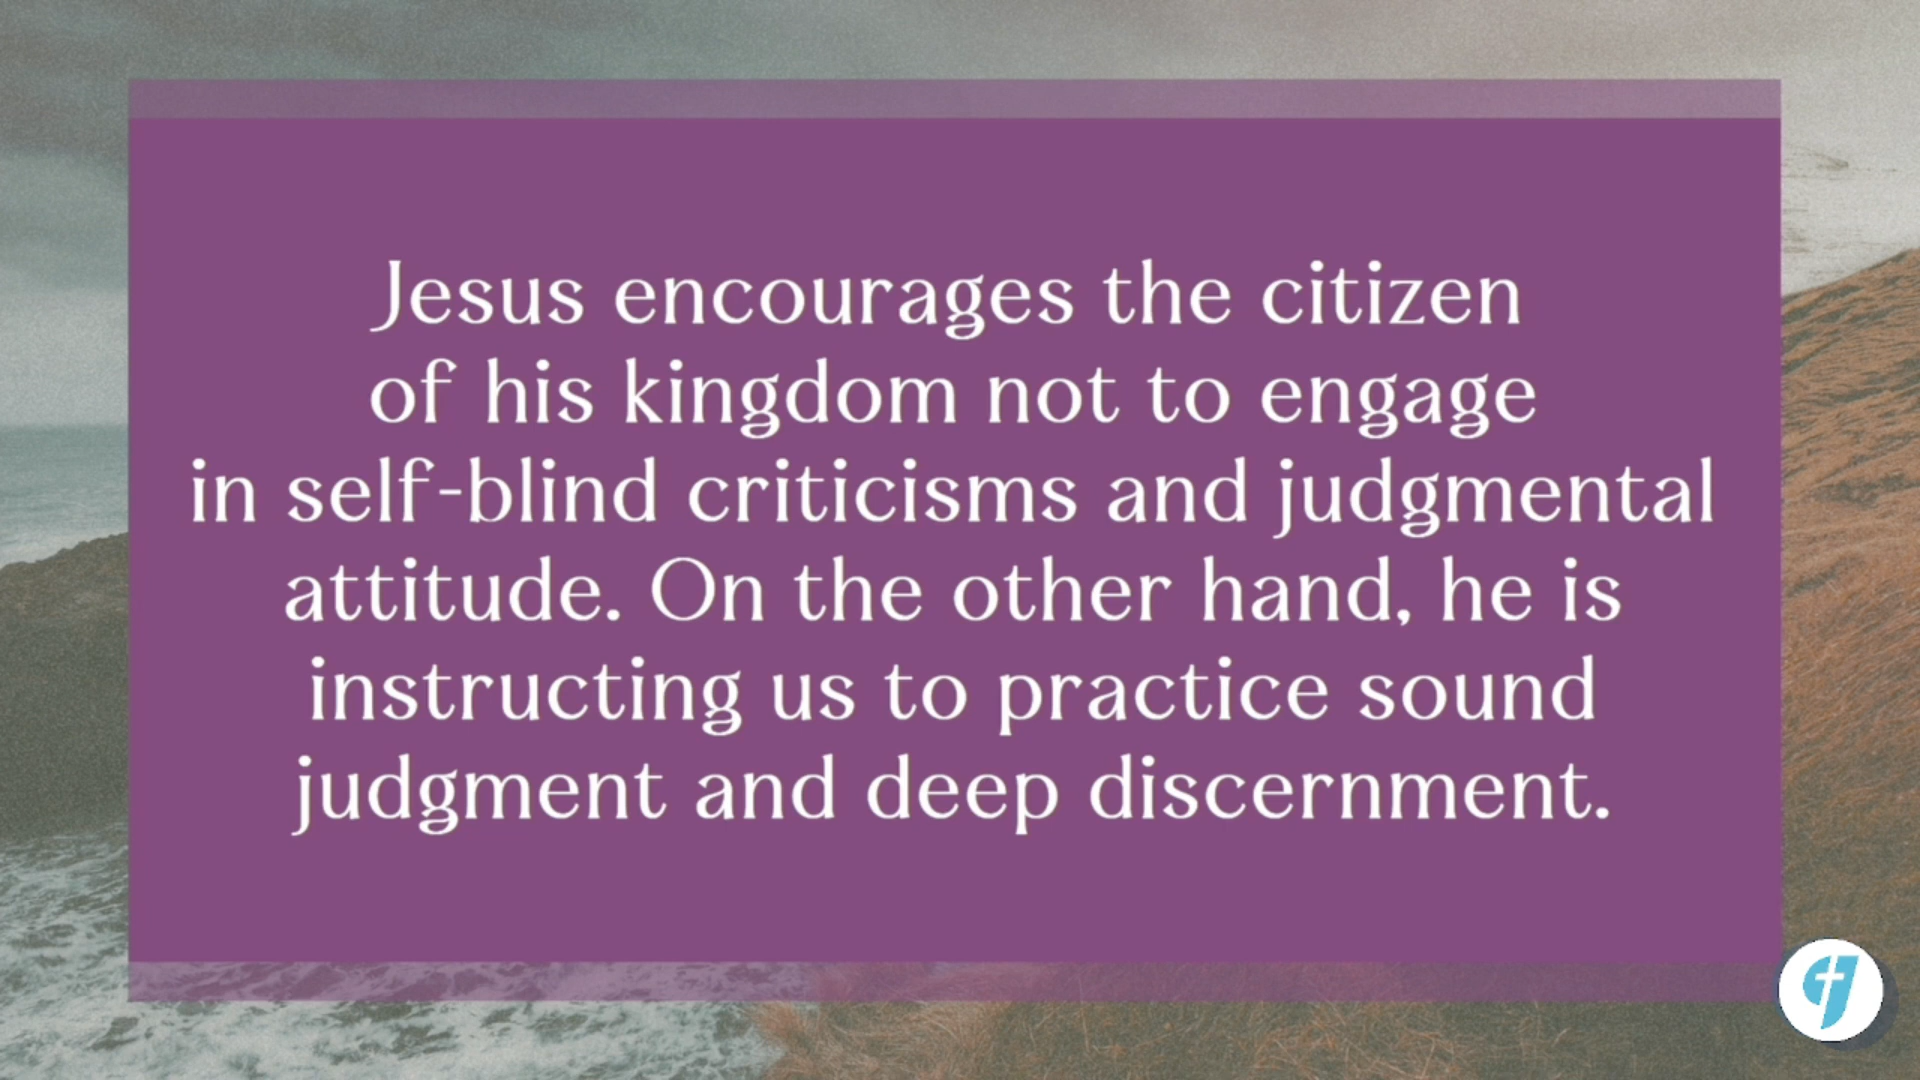 Jesus encourages the citizen
of his kingdom not to engage
in self-blind criticisms and judgmental
attitude. On the other hand, he is
instructing us to practice sound
judgment and deep discernment.